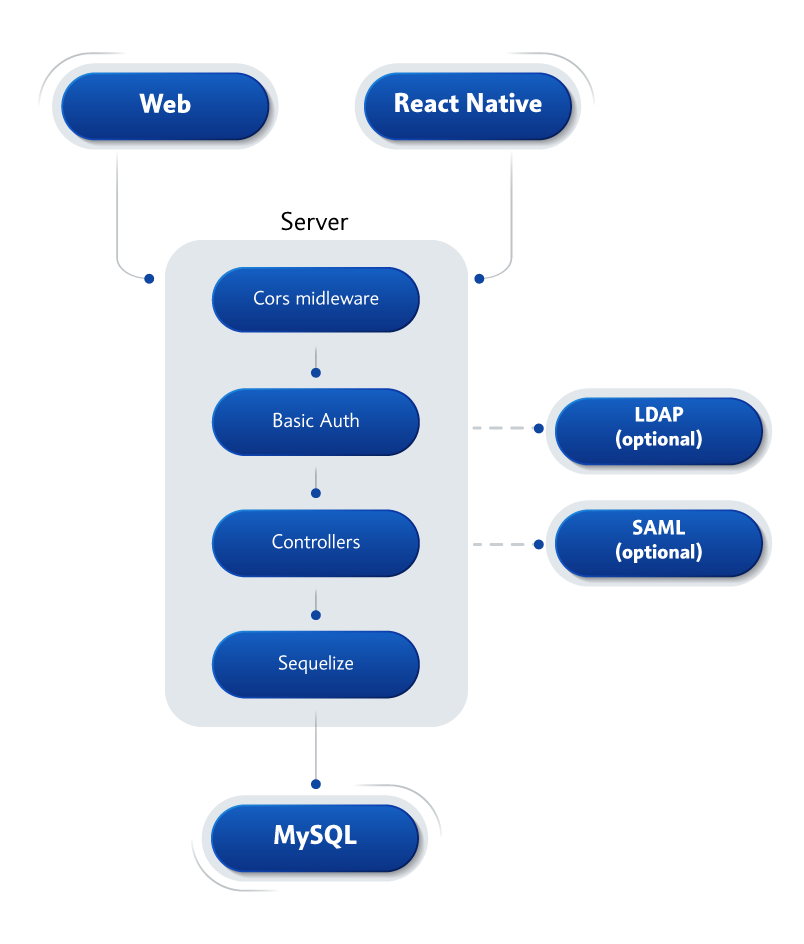 Web
React Native
Server
Cors midleware
Basic Auth
LDAP
(optional)
Controllers
SAML
(optional)
Sequelize
MySQL